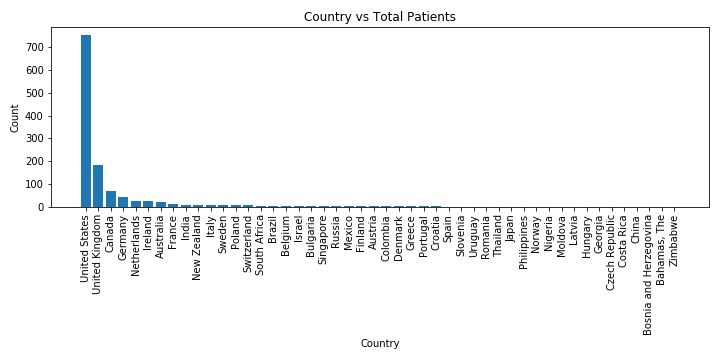 Country vs Total Patients
Count
700
600
500
400
300
200
100
0
United States
United Kingdom
Canada
Germany
Netherlands
Ireland
Australia
France
India
New Zealand
Italy
Sweden
Poland
Switzerland
South Africa
Brazil
Belgium
Israel
Bulgaria
Singapore
Russia
Mexico
Finland
Austria
Colombia
Denmark
Greece
Portugal
Croatia
Spain
Slovenia
Uruguay
Romania
Thailand
Japan
Philippines
Norway
Nigeria
Moldova
Latvia
Hungary
Georgia
Czech Republic
Costa Rica
China
Bosnia and Herzegovina
Bahamas, The
Zimbabwe
Country